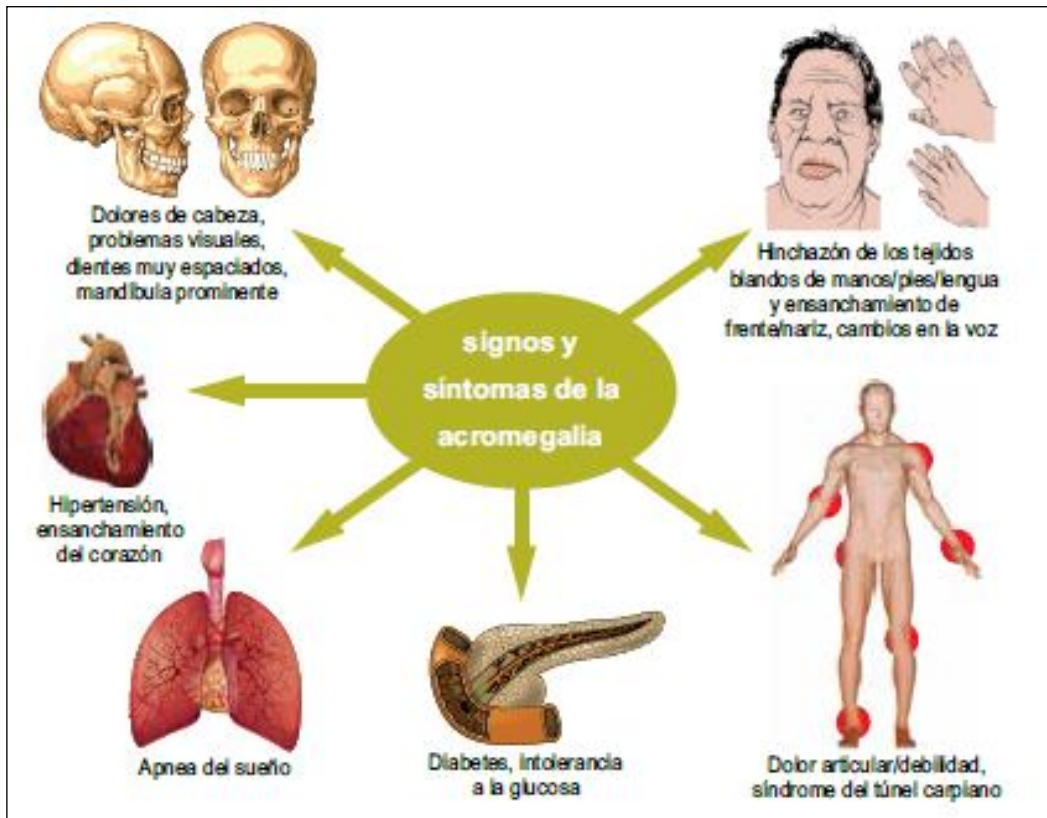 Dolores de cabeza,
problemas visuales,
dientes muy espaciados,
mandíbula prominente
Hinchazón de los tejidos
blandos de manos/pies/lengua
y ensanchamiento de
frente/nariz, cambios en la voz
signos y
síntomas de la
acromegalia
Hipertensión,
ensanchamiento
del corazón
Apnea del sueño
Diabetes, intolerancia
a la glucosa
Dolor articular/debilidad,
síndrome del túnel carpiano